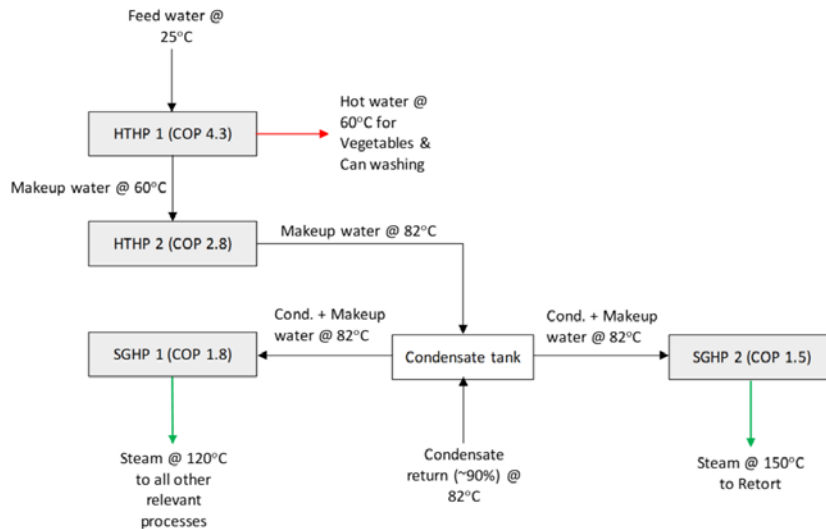 Feed water @
25°C
HTHP 1 (COP 4.3)
Hot water @
60°C for
Vegetables &
Can washing
Makeup water @ 60°C
HTHP 2 (COP 2.8)
Makeup water @ 82°C
Cond. + Makeup
water @ 82°C
Cond. + Makeup
water @ 82°C
SGHP 1 (COP 1.8)
Condensate tank
SGHP 2 (COP 1.5)
Steam @ 120°C
to all other
relevant
processes
Condensate
return (~90%) @
82°C
Steam @ 150°C
to Retort